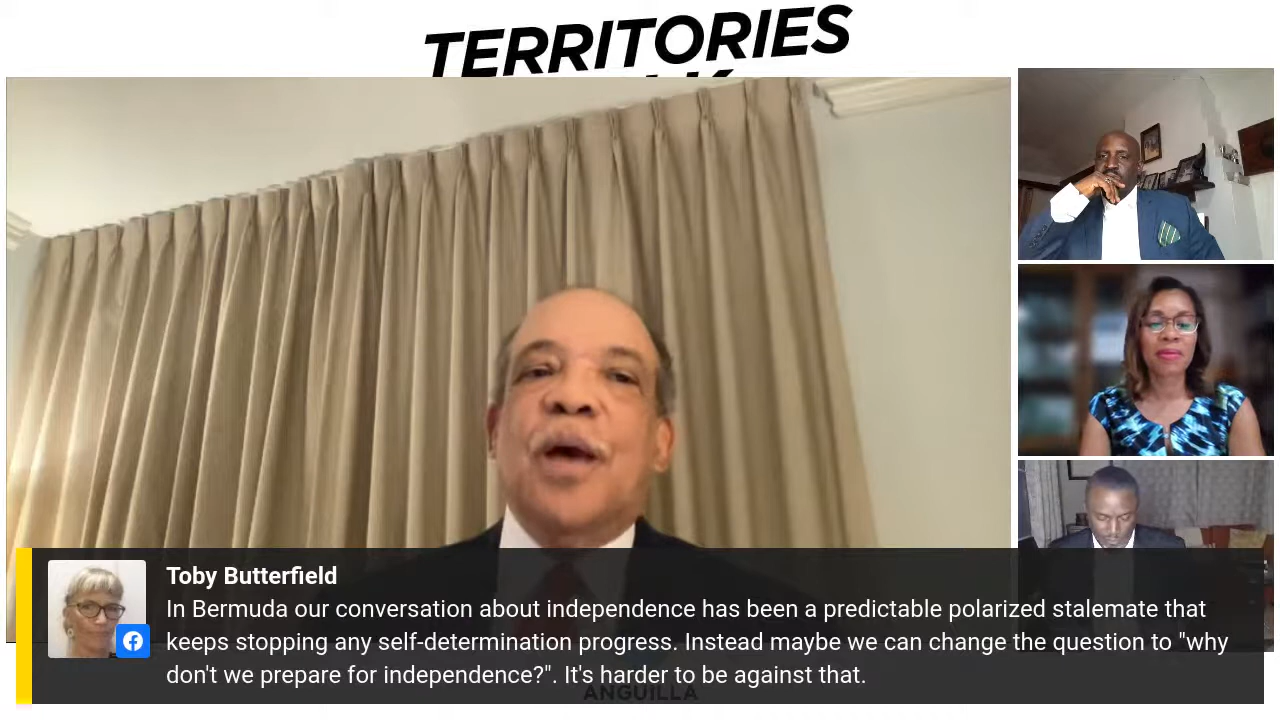 TERRITORIES
Toby Butterfield
In Bermuda our conversation about independence has been a predictable polarized stalemate that
keeps stopping any self-determination progress. Instead maybe we can change the question to "why
don't we prepare for independence?". It's harder to be against that.
ANGUILLA